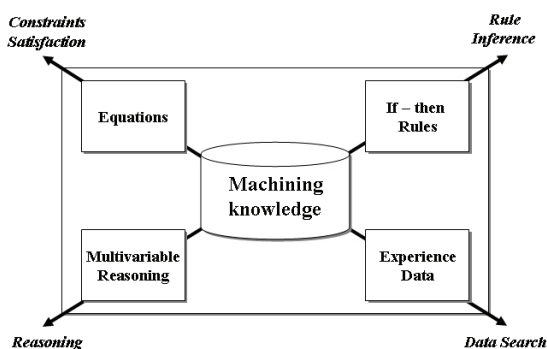 Constraints
Satisfaction
Rule
Inference
Equations
If – then
Rules
Machining
knowledge
Multivariable
Reasoning
Experience
Data
Reasoning
Data Search